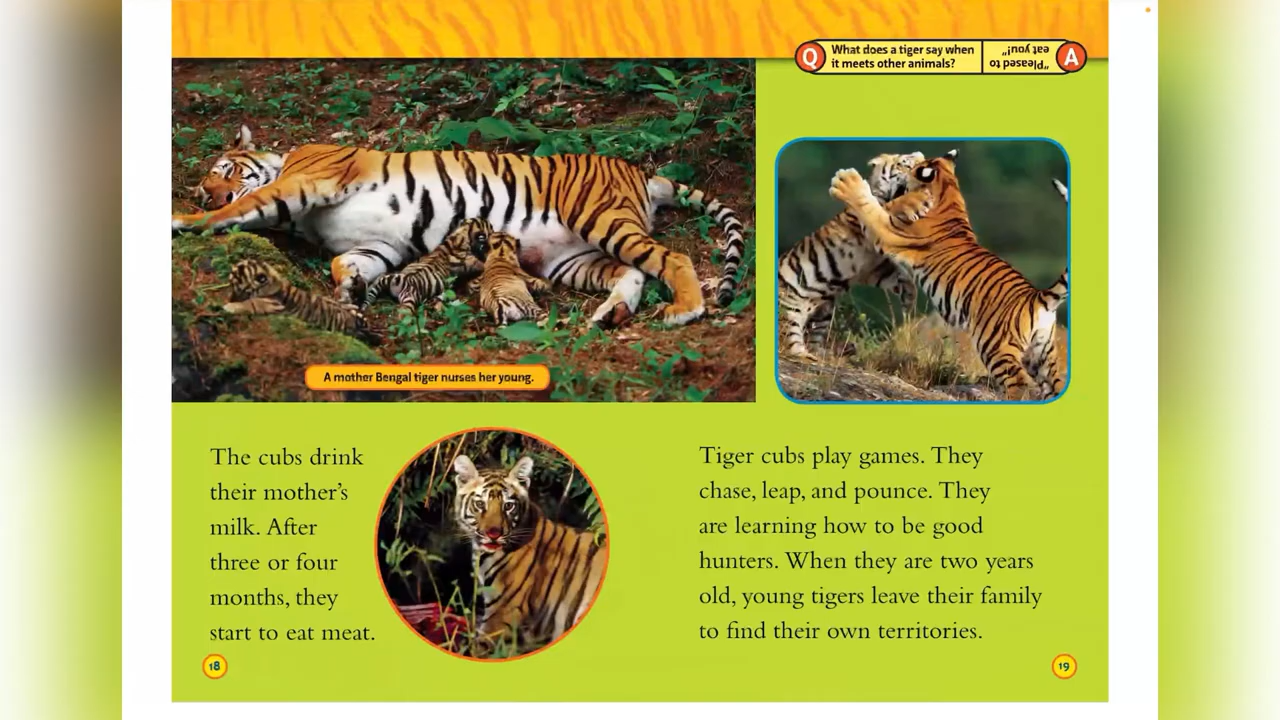 Q
What does a tiger say when
it meets other animals?
"Pleased to
eat you!"
A
A mother Bengal tiger nurses her young.
The cubs drink
their mother's
milk. After
three or four
months, they
start to eat meat.
18
Tiger cubs play games. They
chase, leap, and pounce. They
are learning how to be good
hunters. When they are two years
old, young tigers leave their family
to find their own territories.
19